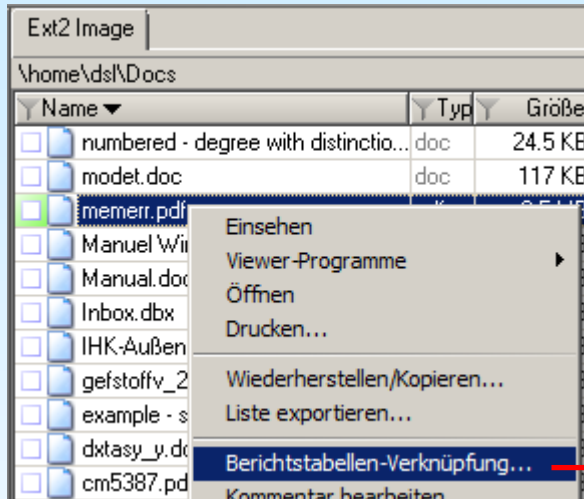 Ext2 Image
\home\dsl\Docs
Name Typ Größe
numbered - degree with distinctio... doc 24.5 KB
modet.doc doc 117 KB
memerr.pdf
Manuel Wi
Manual.doc
Inbox.dbx
IHK-Außen
gefstoffv_2
example - s
dxtasy_y.do
cm5387.pd
Einsehen
Viewer-Programme
Öffnen
Drucken...
Wiederherstellen/Kopieren...
Liste exportieren...
Berichtstabellen-Verknüpfung...
Kommentar bearbeiten